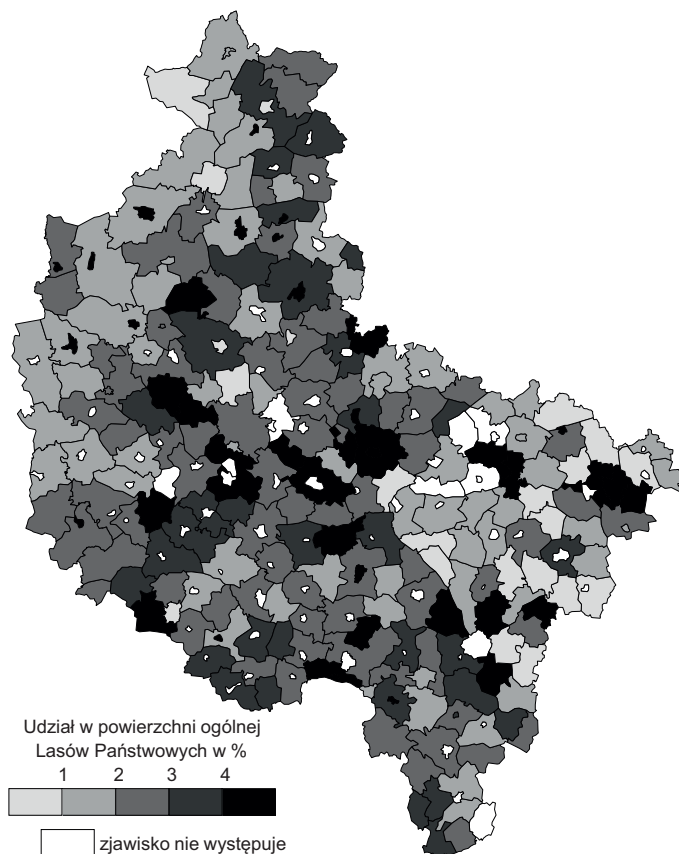 Udział w powierzchni ogólnej
Lasów Państwowych w %
1 2 3 4
zjawisko nie występuje